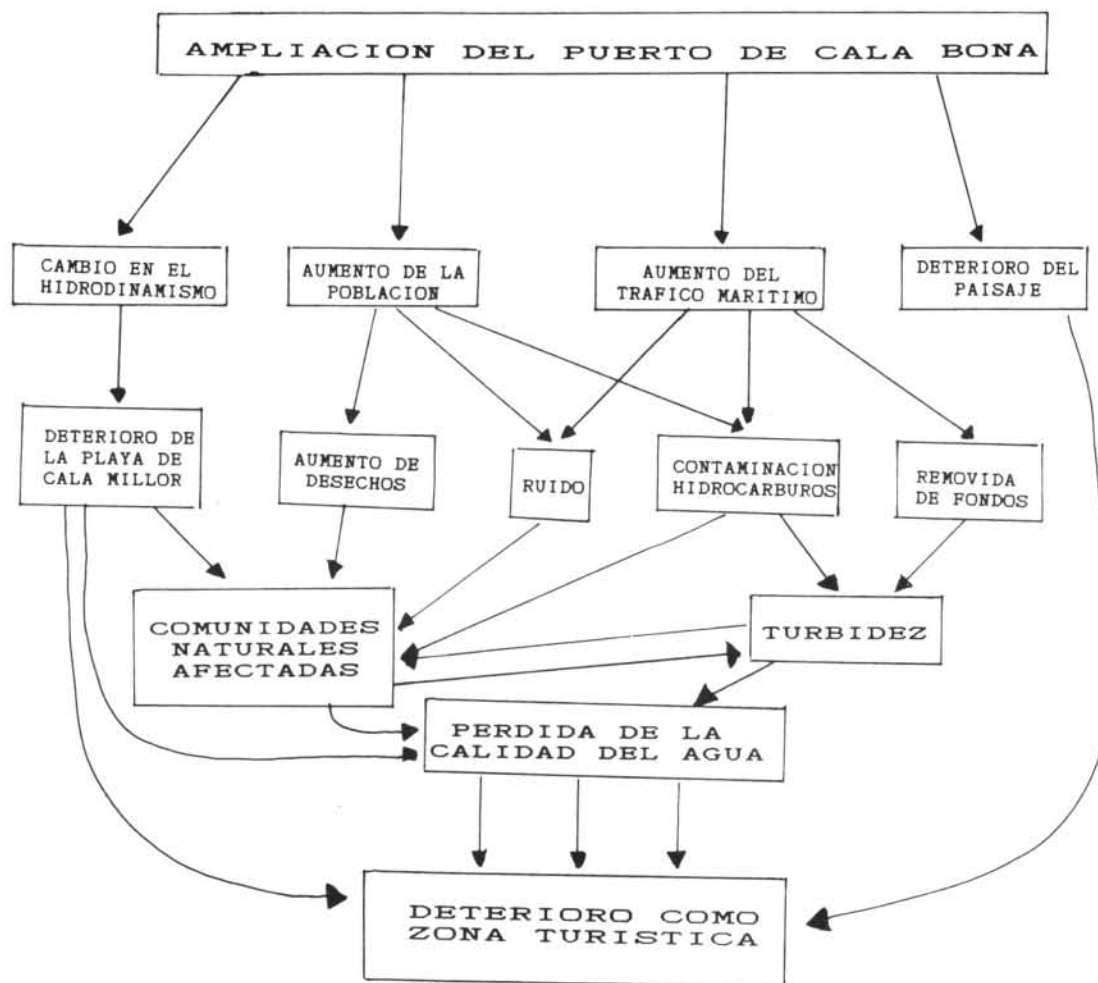 AMPLIACION DEL PUERTO DE CALA BONA
CAMBIO EN EL
HIDRODINAMISMO
AUMENTO DE LA
POBLACION
AUMENTO DEL
TRAFICO MARITIMO
DETERIORO DEL
PAISAJE
DETERIORO DE
LA PLAYA DE
CALA MILLOR
AUMENTO DE
DESECHOS
RUIDO
CONTAMINACION
HIDROCARBUROS
REMOVIDA
DE FONDOS
COMUNIDADES
NATURALES
AFECTADAS
TURBIDEZ
PERDIDA DE LA
CALIDAD DEL AGUA
DETERIORO COMO
ZONA TURISTICA